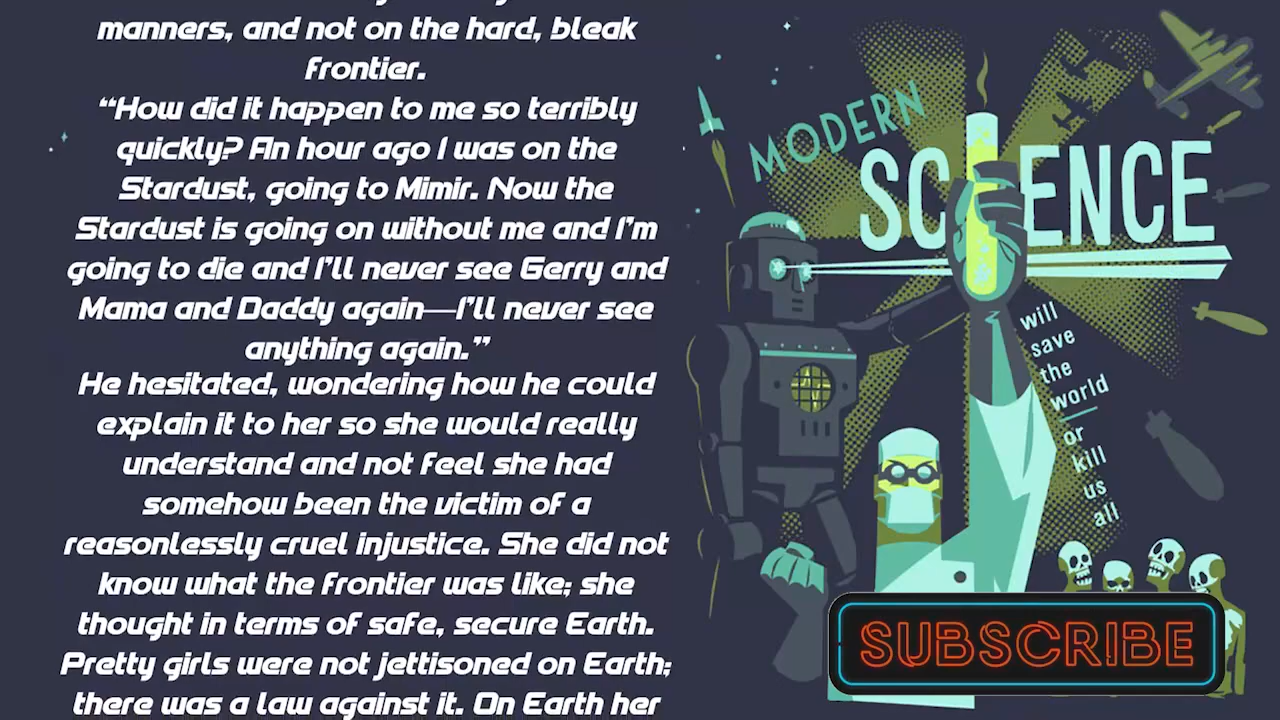 manners, and not on the hard, bleak
frontier.
“How did it happen to me so terribly
quickly? An hour ago I was on the
Stardust, going to Mimir. Now the
Stardust is going on without me and I’m
going to die and I’ll never see Gerry and
Mama and Daddy again—I’ll never see
anything again.”
He hesitated, wondering how he could
explain it to her so she would really
understand and not feel she had
somehow been the victim of a
reasonlessly cruel injustice. She did not
know what the frontier was like; she
thought in terms of safe, secure Earth.
Pretty girls were not jettisoned on Earth;
there was a law against it. On Earth her
MODERN
SCIENCE
will
save
the
world
or
kill
us
all
SUBSCRIBE